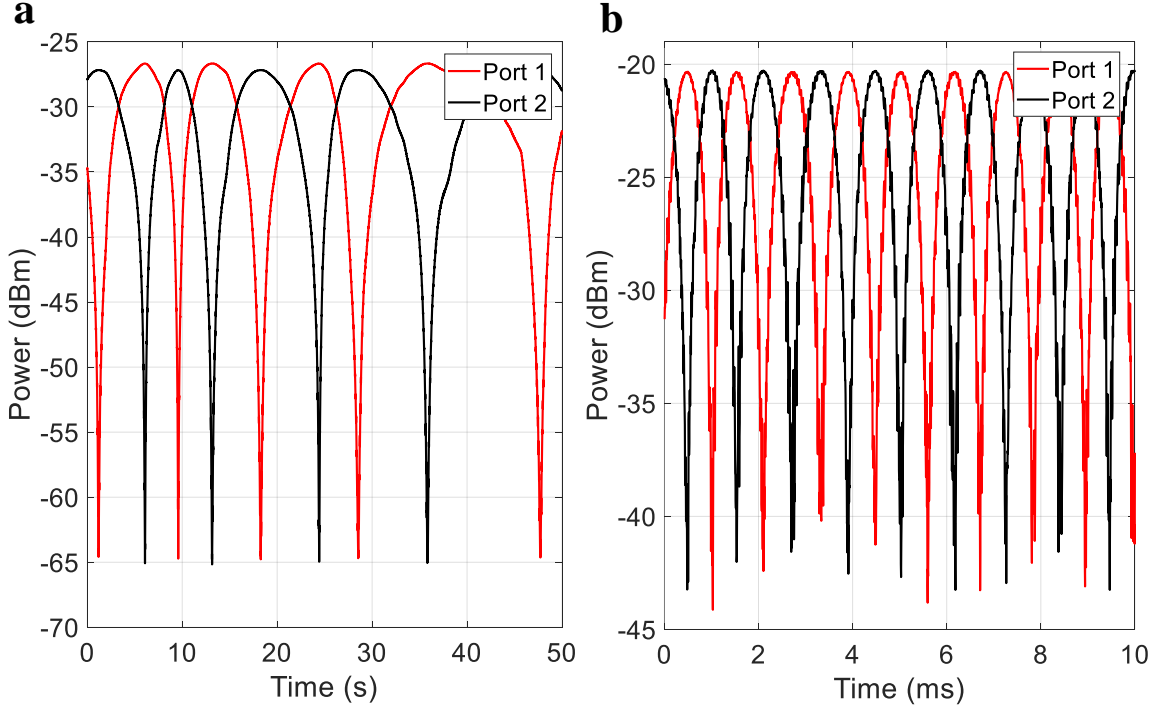 a
-25
-30
-35
-40
-45
-50
-55
-60
-65
-70
Power (dBm)
0 10 20 30 40 50
Time (s)
Port 1
Port 2
b
-20
-25
-30
-35
-40
-45
Power (dBm)
0 2 4 6 8 10
Time (ms)
Port 1
Port 2